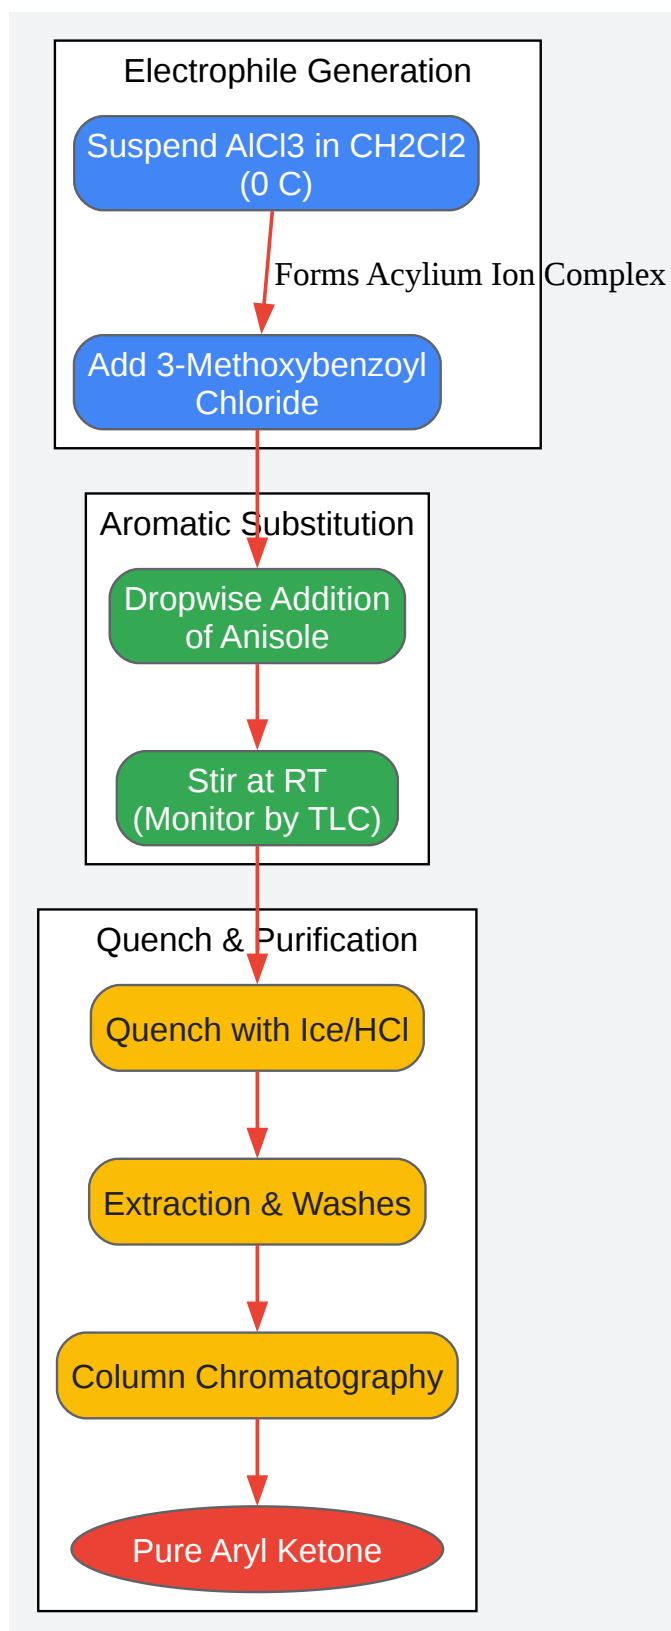 Electrophile Generation
Suspend AlCl3 in CH2Cl2
(0 C)
Forms Acylium Ion Complex
Add 3-Methoxybenzoyl
Chloride
Aromatic Substitution
Dropwise Addition
of Anisole
Stir at RT
(Monitor by TLC)
Quench & Purification
Quench with Ice/HCl
Extraction & Washes
Column Chromatography
Pure Aryl Ketone